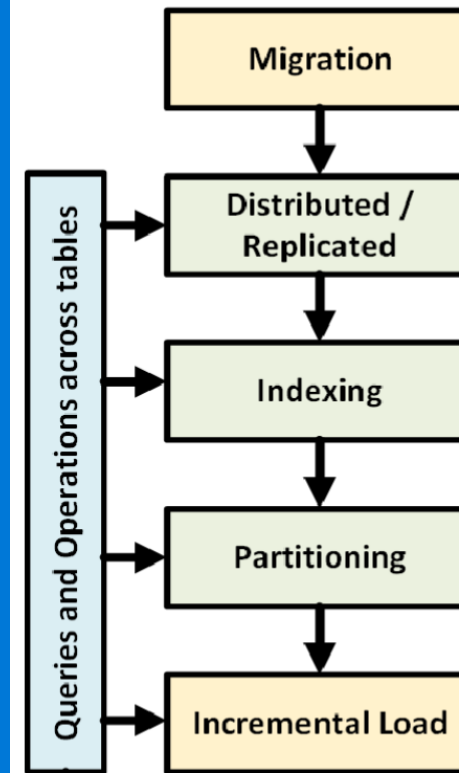 Migration
Distributed /
Replicated
Indexing
Partitioning
Incremental Load
Queries and Operations across tables